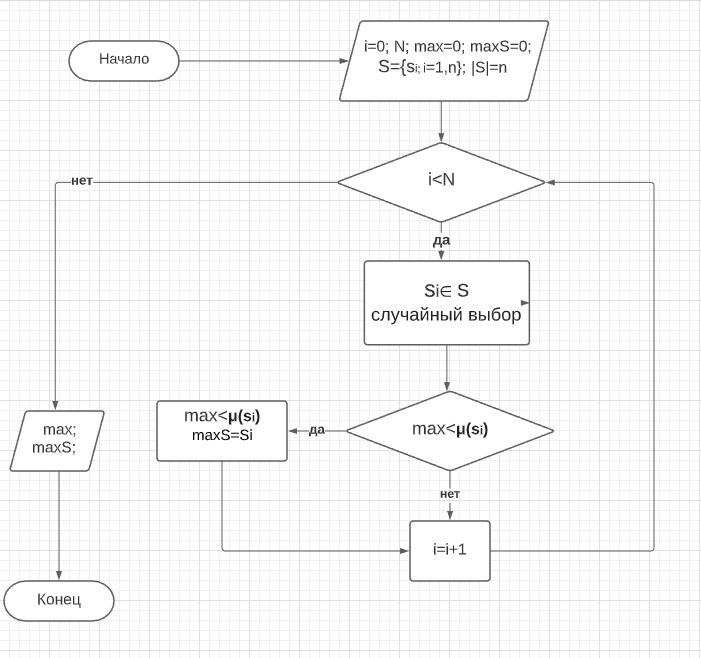 Начало
i=0; N; max=0; maxS=0;
S={si; i=1,n}; |S|=n
i<N
нет
да
Si∈ S
случайный выбор
max<μ(si)
да
max<μ(si)
maxS=Si
нет
i=i+1
max;
maxS;
Конец